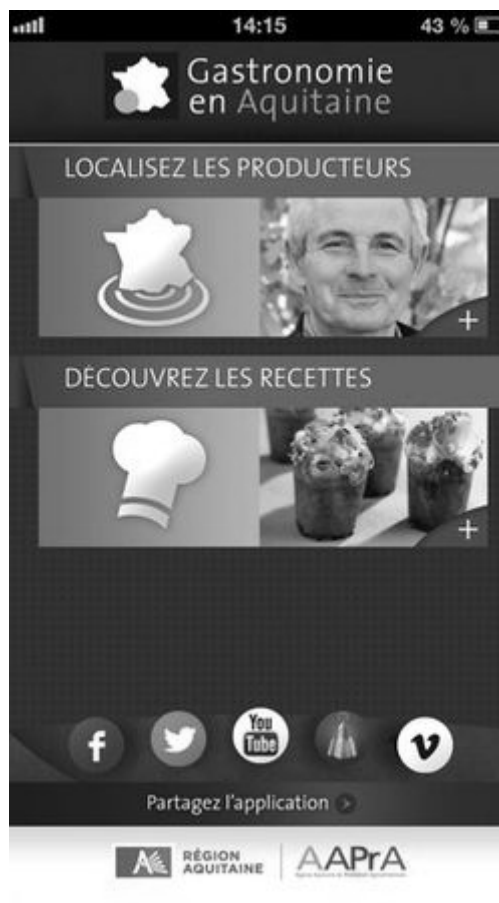 14:15
43 %
Gastronomie
en Aquitaine
LOCALISEZ LES PRODUCTEURS
+
DÉCOUVREZ LES RECETTES
+
f
You
Tube
v
Partagez l'application
RÉGION
AQUITAINE
AAPrA